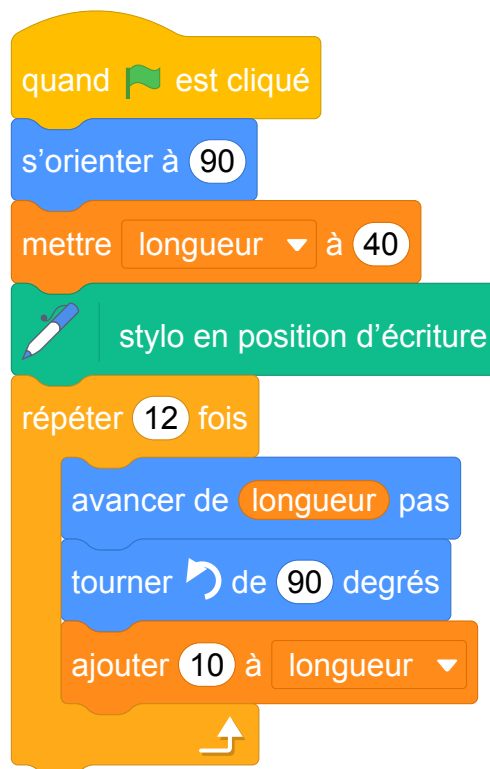 quand est cliqué
s’orienter à 90
mettre longueur à 40
stylo en position d’écriture
répéter 12 fois
avancer de longueur pas
tourner de 90 degrés
ajouter 10 à longueur